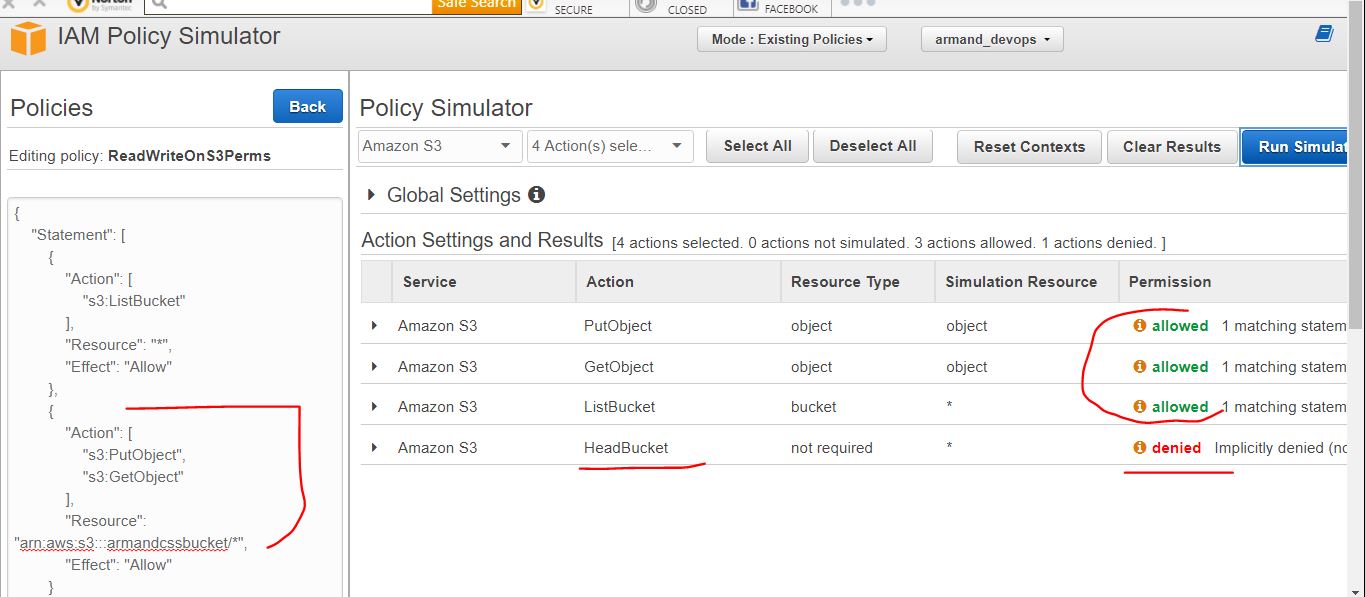 Norton
by Symantec
Safe Search
SECURE
CLOSED
FACEBOOK
IAM Policy Simulator
Mode : Existing Policies
armand_devops
Policies
Back
Editing policy: ReadWriteOnS3Perms
{
"Statement": [
{
"Action": [
"s3:ListBucket"
],
"Resource": "*",
"Effect": "Allow"
},
{
"Action": [
"s3:PutObject",
"s3:GetObject"
],
"Resource":
"arn:aws:s3:::armandcssbucket/*",
"Effect": "Allow"
}
Policy Simulator
Amazon S3
4 Action(s) sele...
Select All
Deselect All
Reset Contexts
Clear Results
Run Simulat
Global Settings
Action Settings and Results [4 actions selected. 0 actions not simulated. 3 actions allowed. 1 actions denied. ]
Service Action Resource Type Simulation Resource Permission
Amazon S3 PutObject object object allowed 1 matching statem
Amazon S3 GetObject object object allowed 1 matching statem
Amazon S3 ListBucket bucket * allowed 1 matching statem
Amazon S3 HeadBucket not required * denied Implicitly denied (no